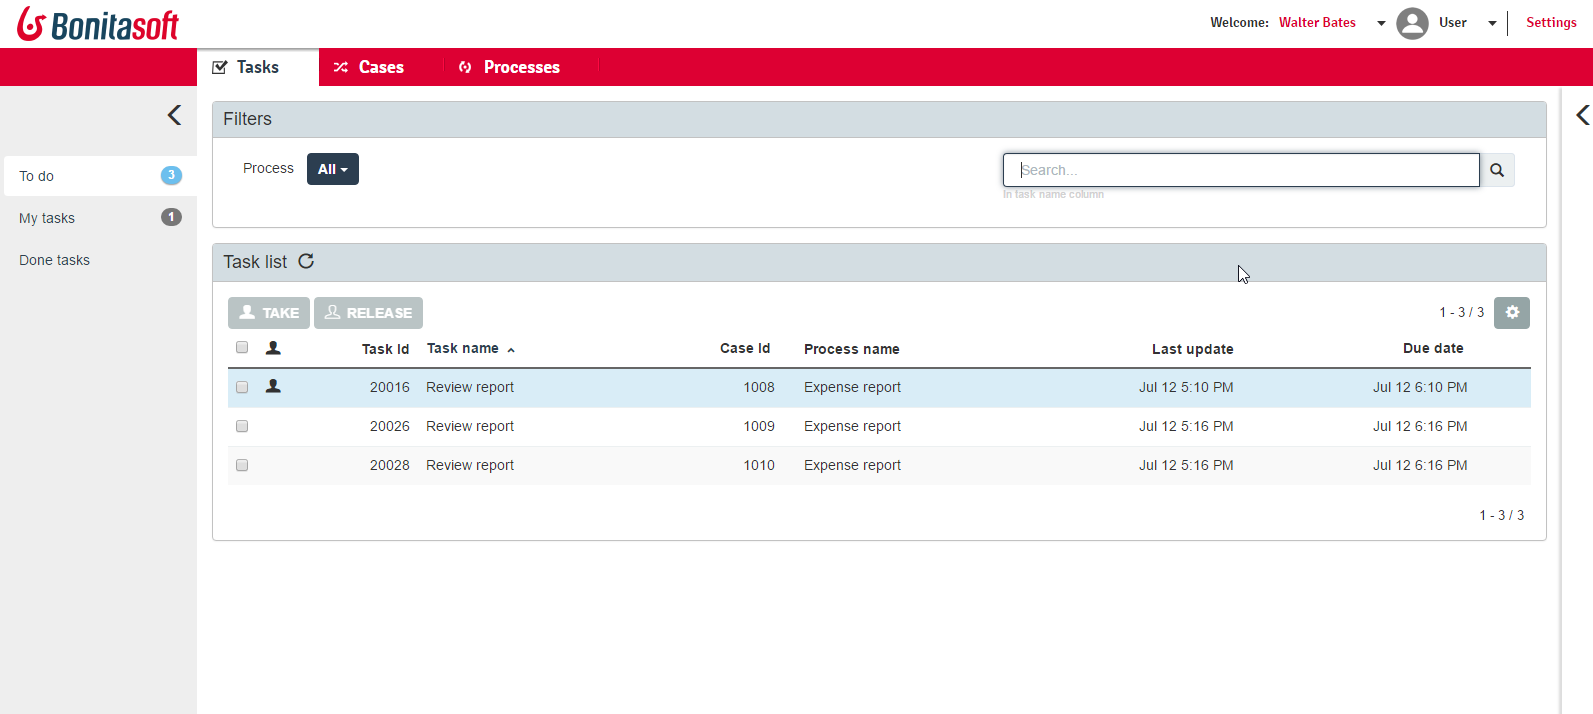 Bonitasoft
Welcome: Walter Bates User Settings
Tasks Cases Processes
Filters
Process All Search...
In task name column
To do 3
My tasks 1
Done tasks
Task list
TAKE RELEASE 1 - 3 / 3
Task Id Task name Case Id Process name Last update Due date
20016 Review report 1008 Expense report Jul 12 5:10 PM Jul 12 6:10 PM
20026 Review report 1009 Expense report Jul 12 5:16 PM Jul 12 6:16 PM
20028 Review report 1010 Expense report Jul 12 5:16 PM Jul 12 6:16 PM
1 - 3 / 3